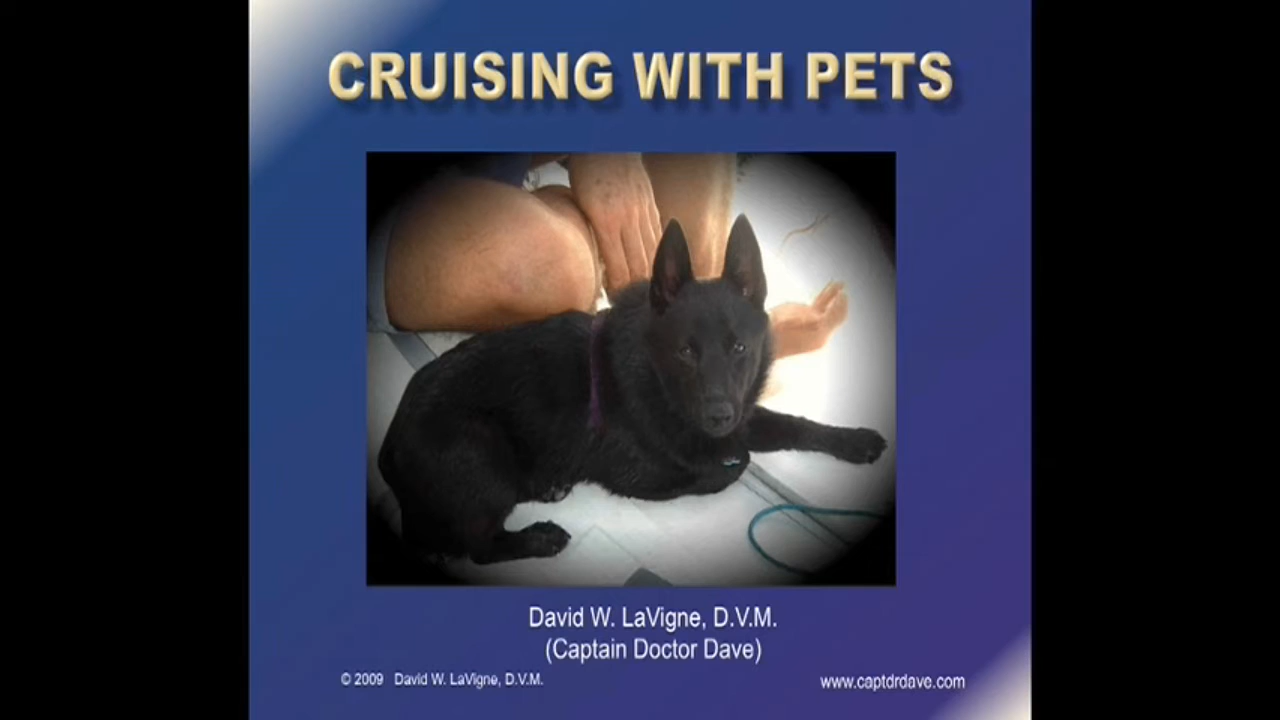 CRUISING WITH PETS
David W. LaVigne, D.V.M.
(Captain Doctor Dave)
© 2009 David W. LaVigne, D.V.M.
www.captdrdave.com